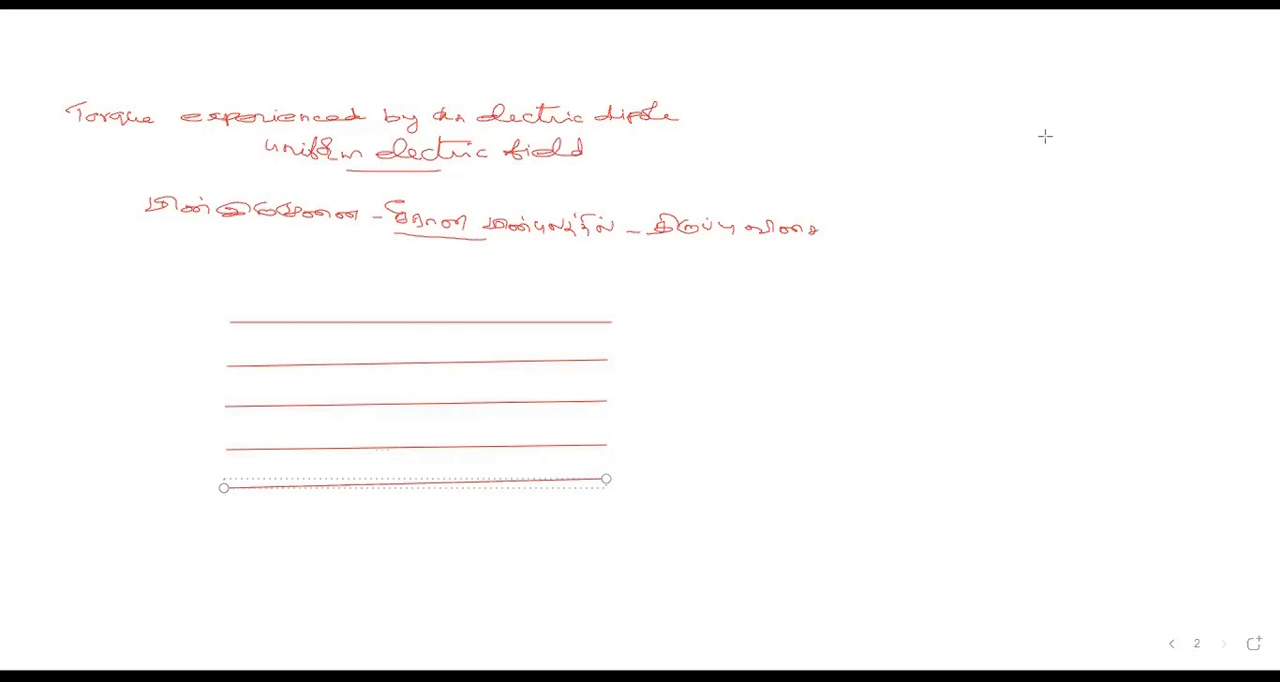 Torque experienced by an electric dipole
uniform electric field
மின்இருமுனை - சீரான மின்புலத்தில் - திருப்பு விசை
2